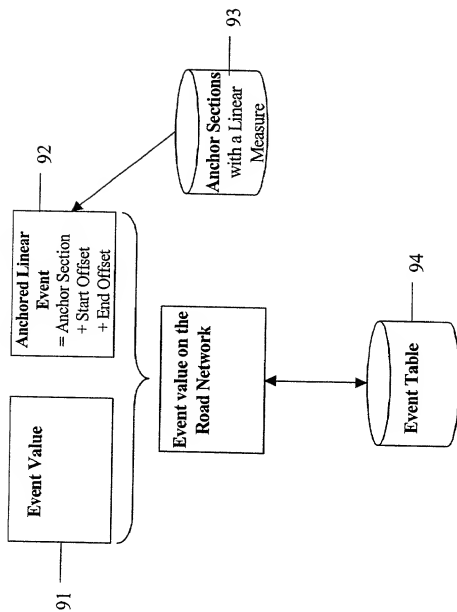 91
Event Value
Anchored Linear
Event
= Anchor Section
+ Start Offset
+ End Offset
92
Anchor Sections
with a Linear
Measure
93
Event value on the
Road Network
Event Table
94